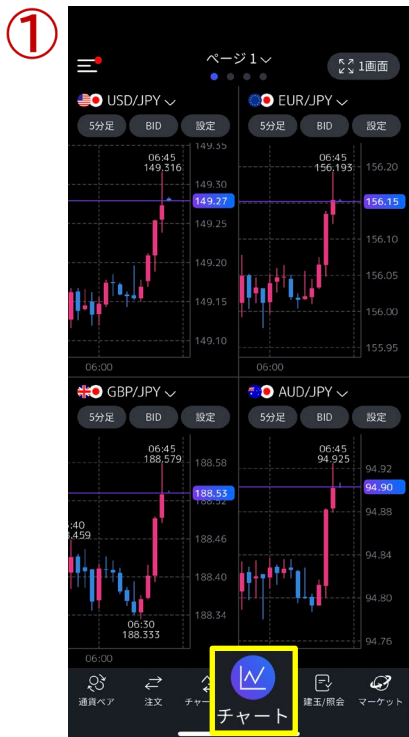 ①
ページ 1
1画面
USD/JPY
EUR/JPY
5分足 BID 設定
5分足 BID 設定
149.35
06:45
149.316
149.30
149.27
149.25
149.20
149.15
149.10
06:00
06:45
156.193
156.20
156.15
156.10
156.05
156.00
155.95
06:00
GBP/JPY
AUD/JPY
5分足 BID 設定
5分足 BID 設定
06:45
188.579
188.58
188.53
188.52
:40
.459
188.46
188.40
188.34
06:30
188.333
06:00
06:45
94.925
94.92
94.90
94.88
94.84
94.80
94.76
通貨ペア
注文
チャー
チャート
建玉/照会
マーケット